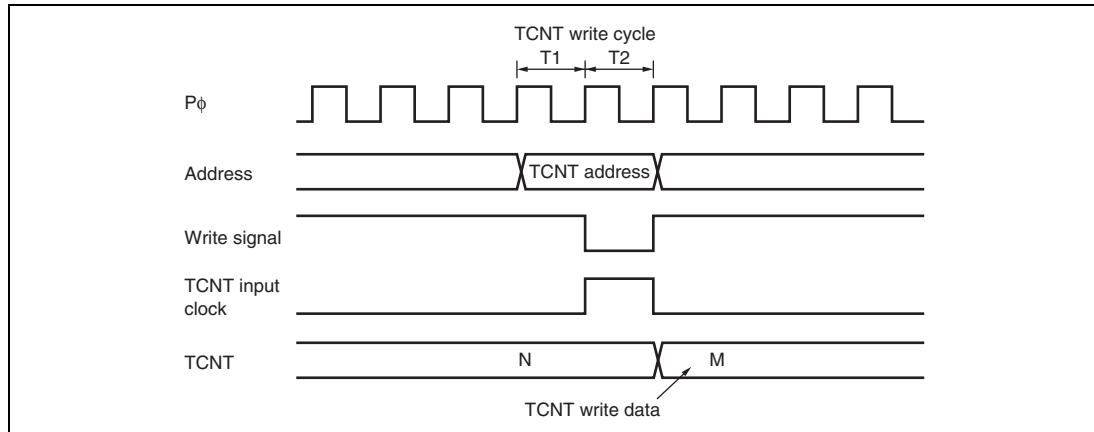 TCNT write cycle
T1 T2
Pϕ
Address
TCNT address
Write signal
TCNT input
clock
TCNT
N
M
TCNT write data